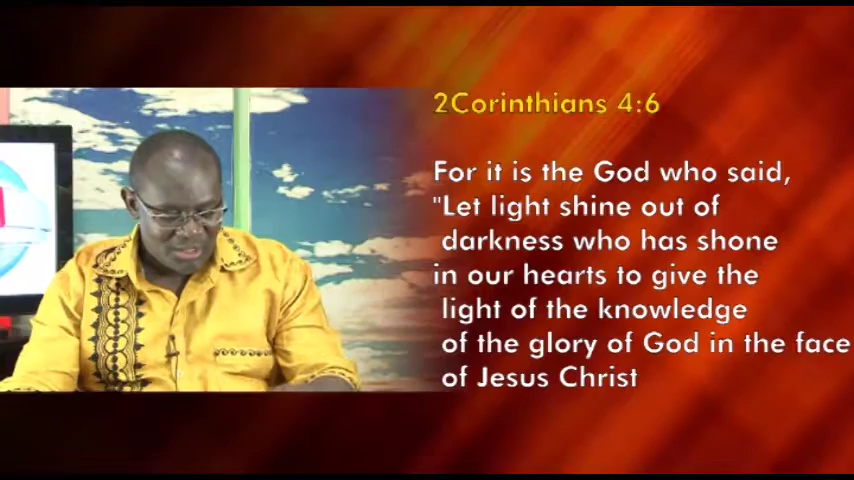 2Corinthians 4:6
For it is the God who said,
"Let light shine out of
darkness who has shone
in our hearts to give the
light of the knowledge
of the glory of God in the face
of Jesus Christ